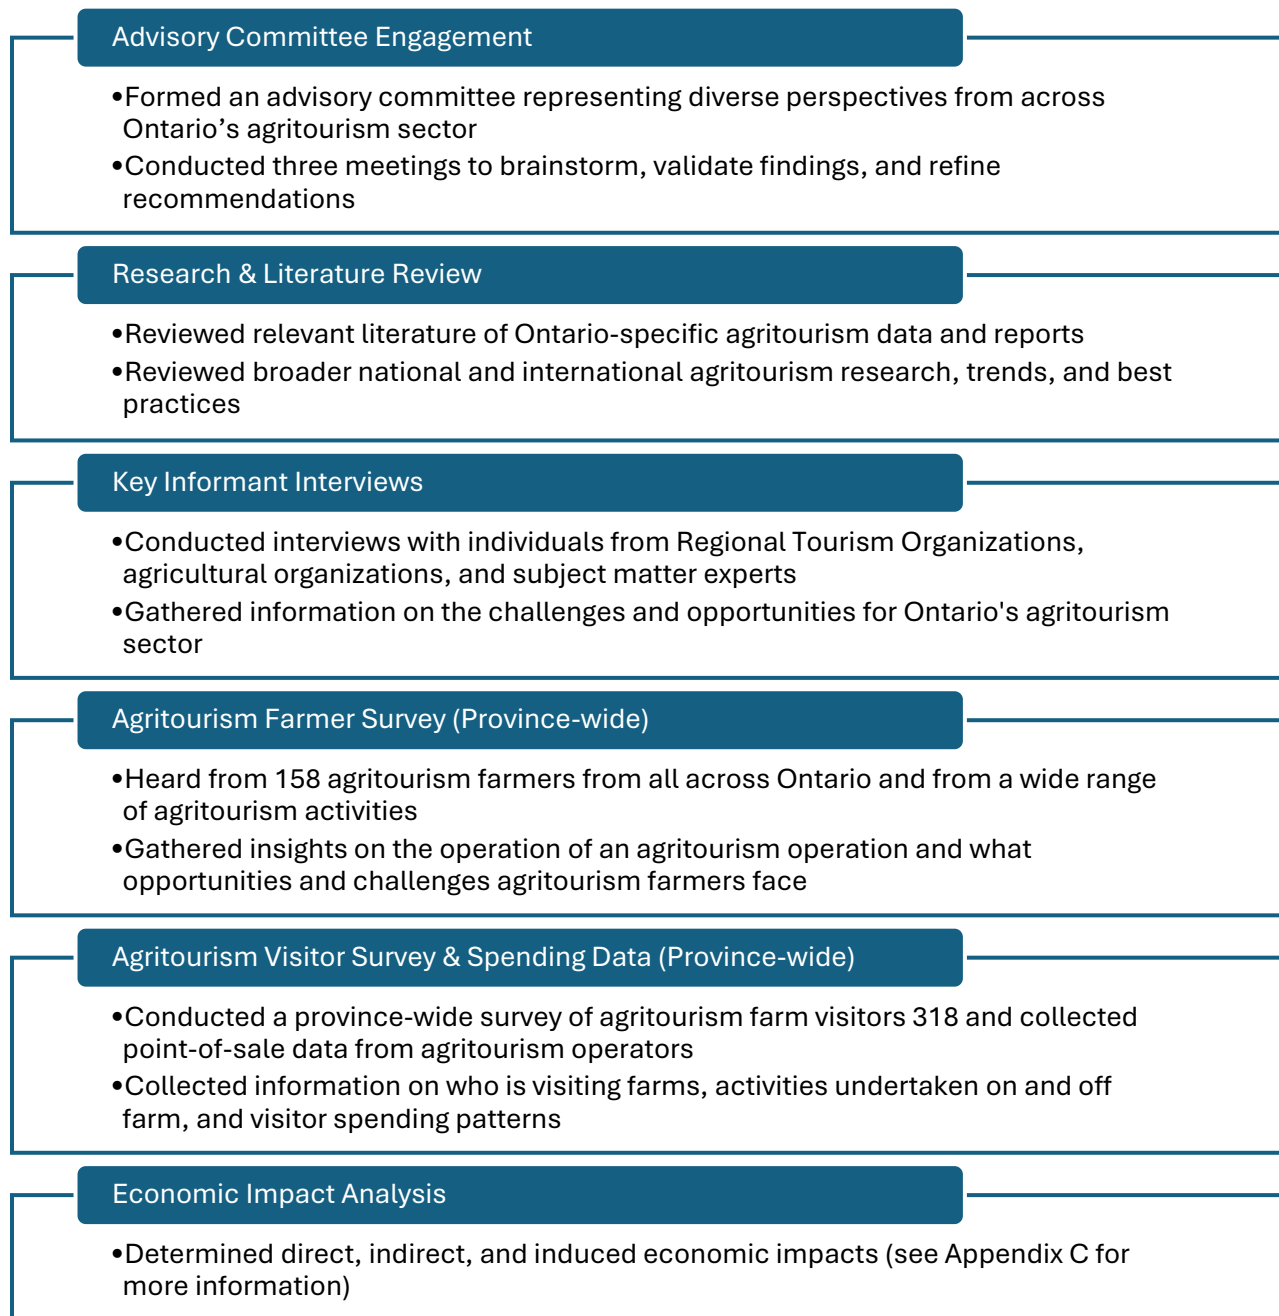 Advisory Committee Engagement
•Formed an advisory committee representing diverse perspectives from across
Ontario’s agritourism sector
•Conducted three meetings to brainstorm, validate findings, and refine
recommendations
Research & Literature Review
•Reviewed relevant literature of Ontario-specific agritourism data and reports
•Reviewed broader national and international agritourism research, trends, and best
practices
Key Informant Interviews
•Conducted interviews with individuals from Regional Tourism Organizations,
agricultural organizations, and subject matter experts
•Gathered information on the challenges and opportunities for Ontario's agritourism
sector
Agritourism Farmer Survey (Province-wide)
•Heard from 158 agritourism farmers from all across Ontario and from a wide range
of agritourism activities
•Gathered insights on the operation of an agritourism operation and what
opportunities and challenges agritourism farmers face
Agritourism Visitor Survey & Spending Data (Province-wide)
•Conducted a province-wide survey of agritourism farm visitors 318 and collected
point-of-sale data from agritourism operators
•Collected information on who is visiting farms, activities undertaken on and off
farm, and visitor spending patterns
Economic Impact Analysis
•Determined direct, indirect, and induced economic impacts (see Appendix C for
more information)